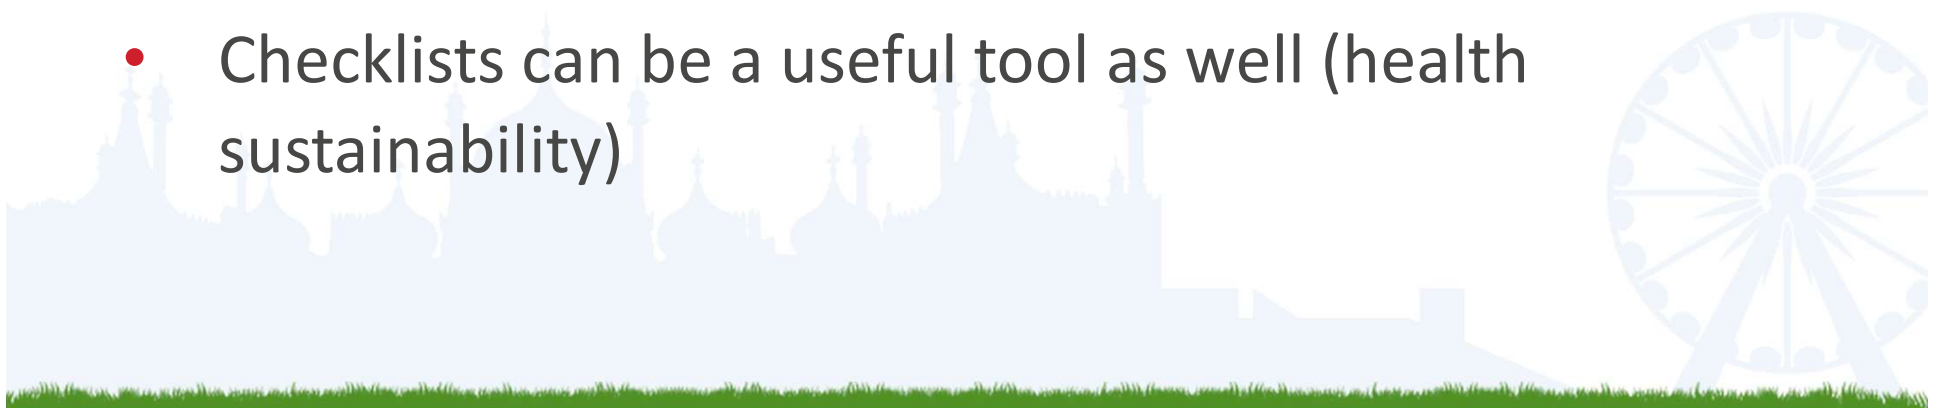 • Checklists can be a useful tool as well (health
sustainability)